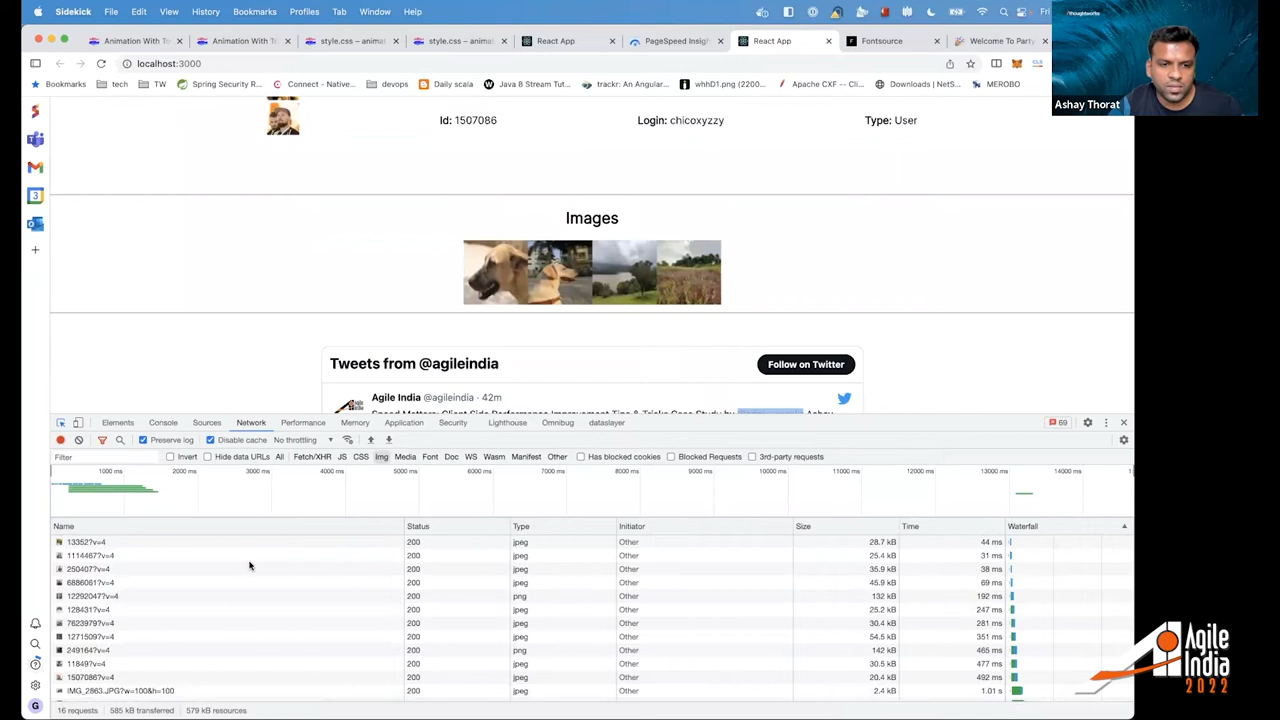 Sidekick File Edit View History Bookmarks Profiles Tab Window Help Fri
/thoughtworks
Animation With Te Animation With Te style.css – animat style.css – animat React App PageSpeed Insig React App Fontsource Welcome To Party
localhost:3000
Bookmarks tech TW Spring Security R... Connect - Native... devops Daily scala Java 8 Stream Tut... trackr: An Angular... whhD1.png (2200... Apache CXF -- Cli... Downloads | NetS... MEROBO
Ashay Thorat
Id: 1507086 Login: chicoxyzzy Type: User
Images
Tweets from @agileindia Follow on Twitter
Agile India @agileindia · 42m
Elements Console Sources Network Performance Memory Application Security Lighthouse Omnibug dataslayer 69
Preserve log Disable cache No throttling
Filter Invert Hide data URLs All Fetch/XHR JS CSS Img Media Font Doc WS Wasm Manifest Other Has blocked cookies Blocked Requests 3rd-party requests
1000 ms 2000 ms 3000 ms 4000 ms 5000 ms 6000 ms 7000 ms 8000 ms 9000 ms 10000 ms 11000 ms 12000 ms 13000 ms 14000 ms
Name Status Type Initiator Size Time Waterfall
13352?v=4 200 jpeg Other 28.7 kB 44 ms
1114467?v=4 200 jpeg Other 25.4 kB 31 ms
250407?v=4 200 jpeg Other 35.9 kB 38 ms
6886061?v=4 200 jpeg Other 45.9 kB 69 ms
12292047?v=4 200 png Other 132 kB 192 ms
128431?v=4 200 jpeg Other 25.2 kB 247 ms
7623979?v=4 200 jpeg Other 30.4 kB 281 ms
1271509?v=4 200 jpeg Other 54.5 kB 351 ms
249164?v=4 200 png Other 142 kB 465 ms
11849?v=4 200 jpeg Other 30.5 kB 477 ms
1507086?v=4 200 jpeg Other 20.4 kB 492 ms
IMG_2863.JPG?w=100&h=100 200 jpeg Other 2.4 kB 1.01 s
16 requests 585 kB transferred 579 kB resources
G
Agile
India
2022